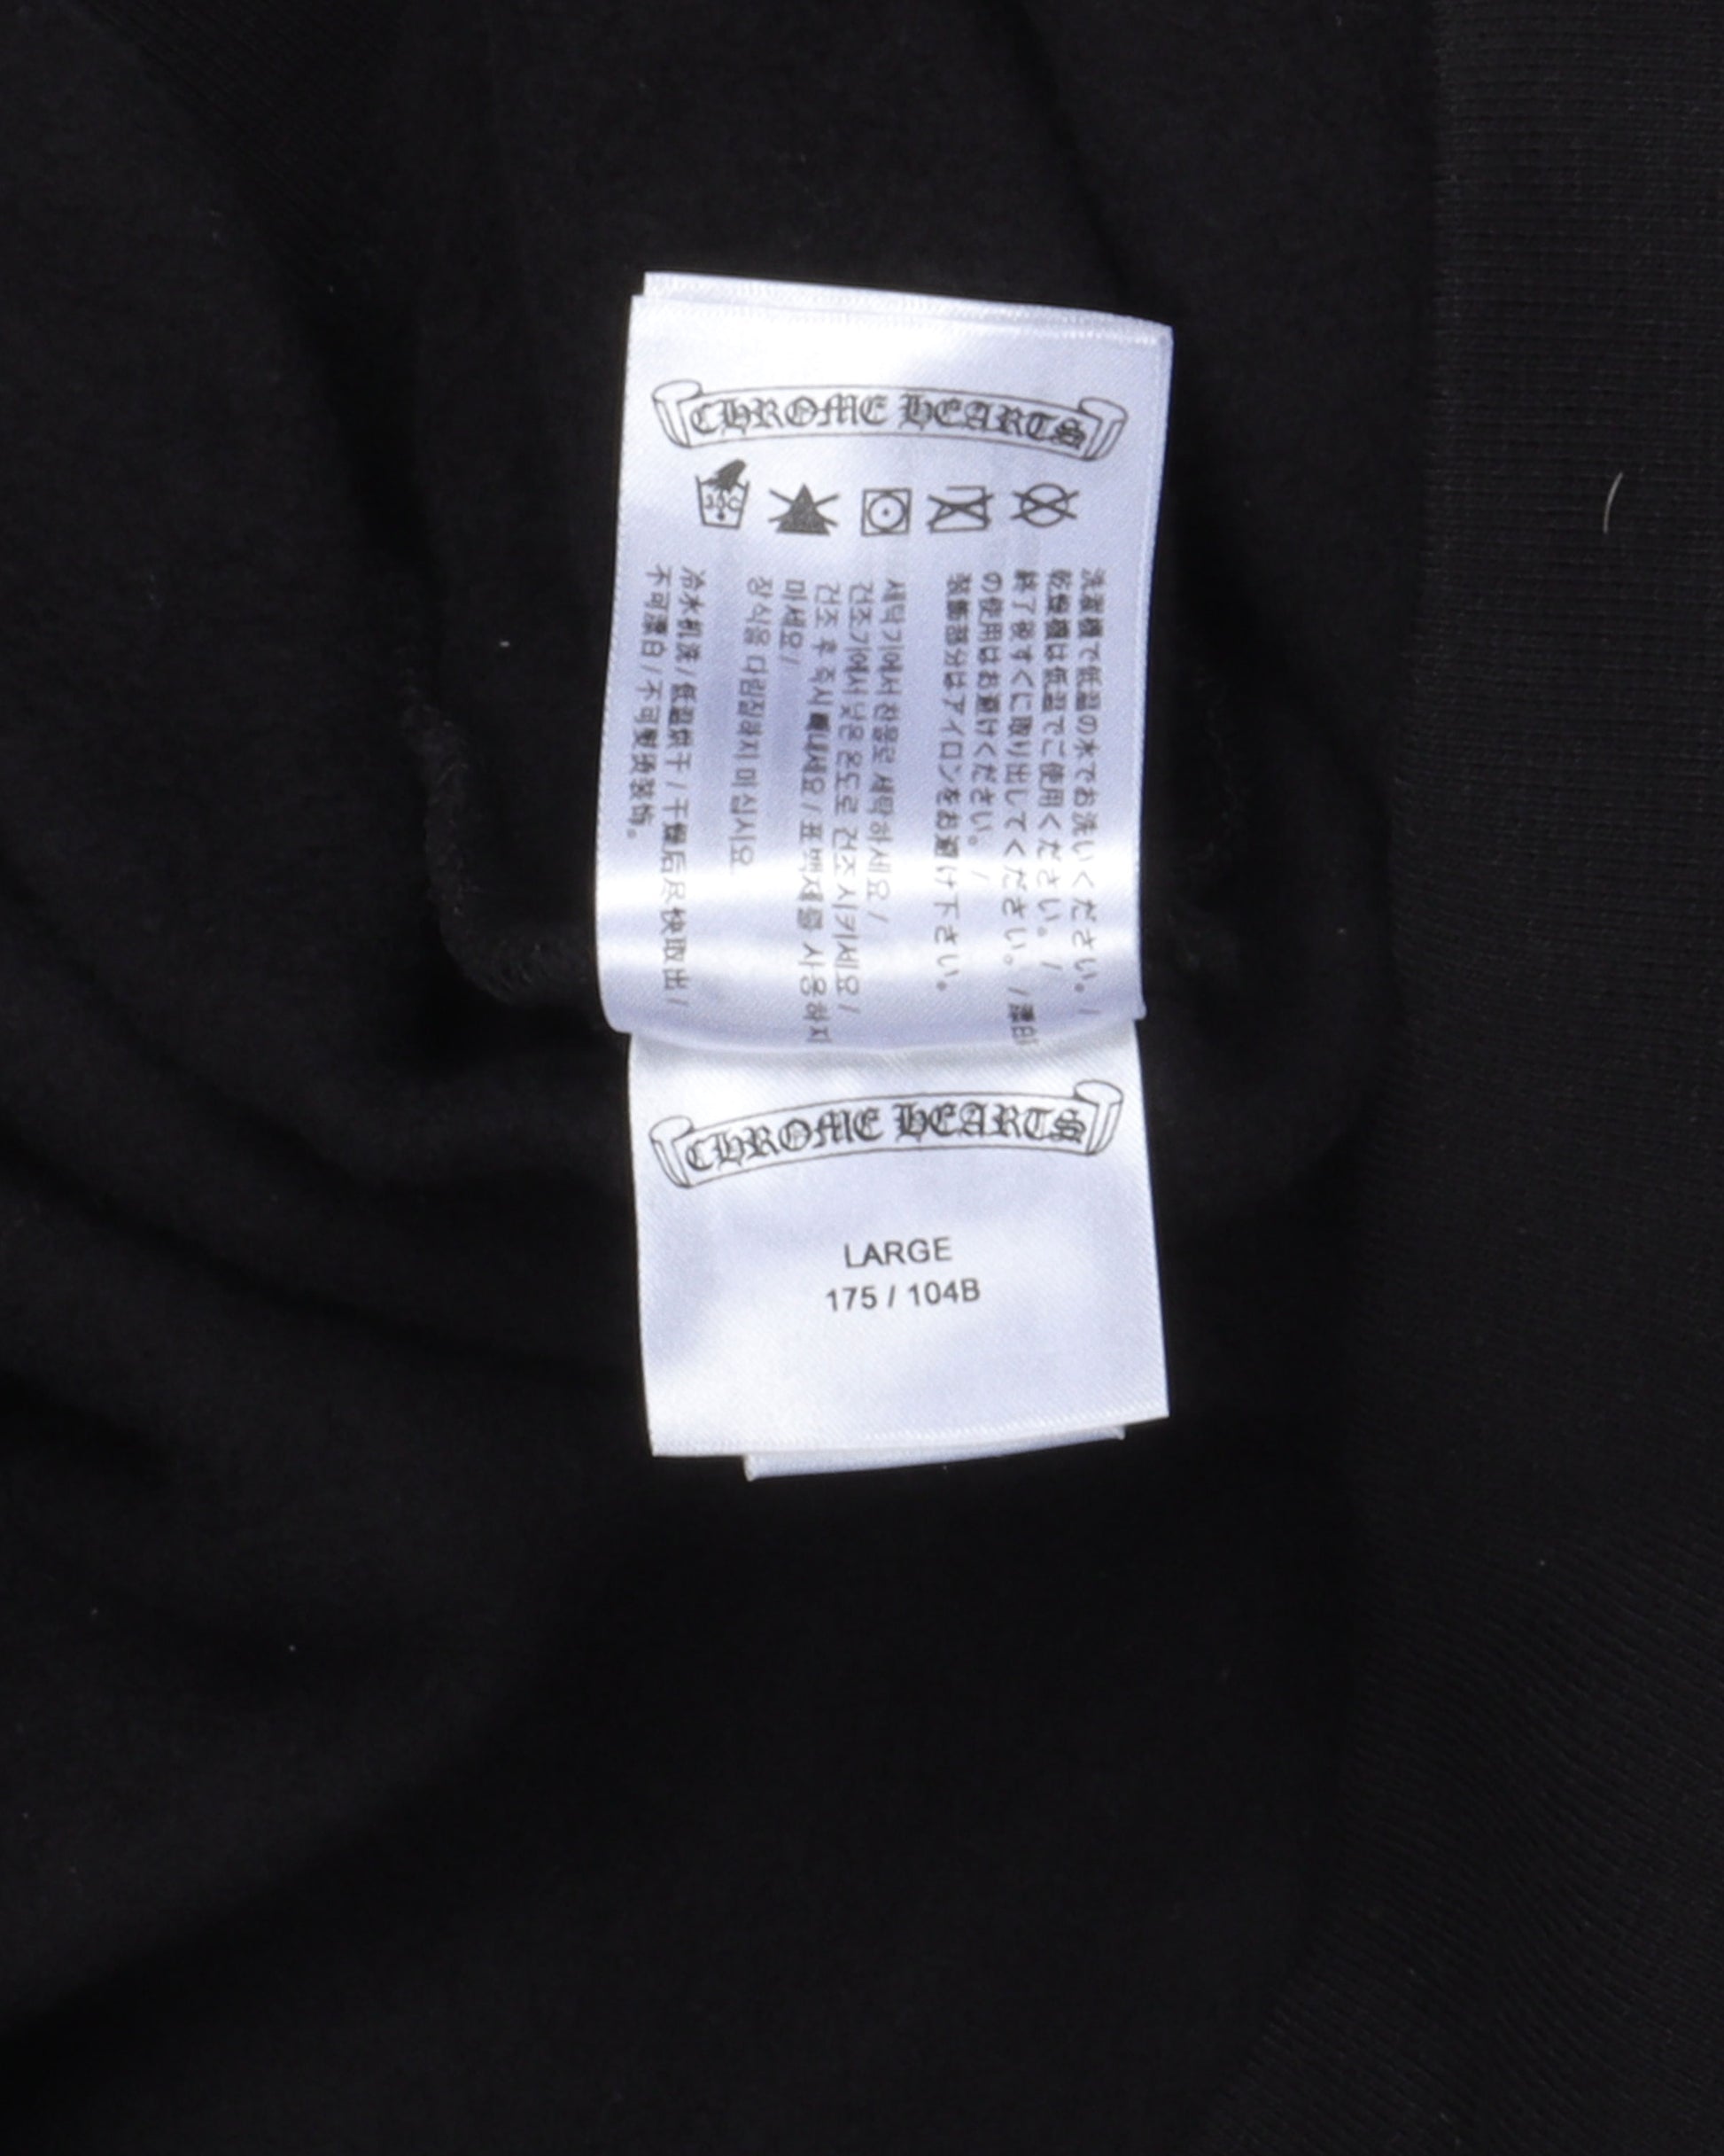 CHROME HEARTS
30°C
洗濯機で低温の水でお洗いください。/
乾燥機は低温でご使用ください。/
終了後すぐに取り出してください。/漂白
の使用はお避けください。/
装飾部分はアイロンをお避け下さい。
세탁기에서 찬물로 세탁하세요/
건조기에서 낮은 온도로 건조 시키세요/
건조 후 즉시 빼내세요/표백제를 사용하지
마세요/
장식을 다림질하지 마십시요
冷水机洗/低温烘干/干燥后尽快取出/
不可漂白/不可熨烫装饰。
CHROME HEARTS
LARGE
175 / 104B